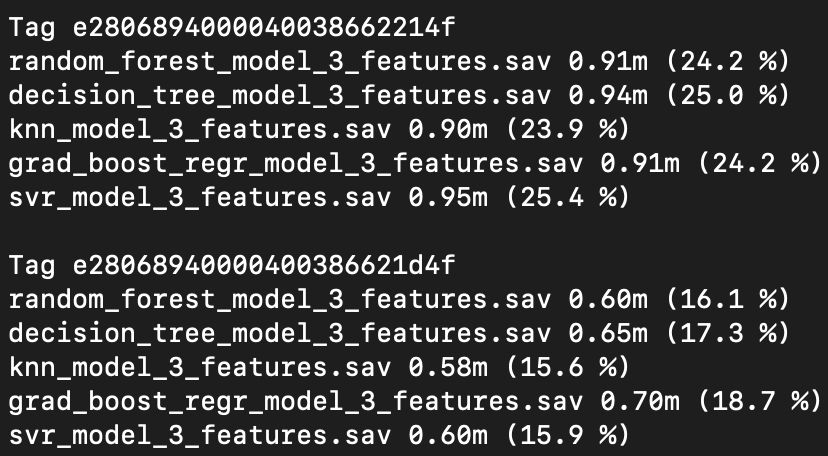 Tag e2806894000040038662214f
random_forest_model_3_features.sav 0.91m (24.2 %)
decision_tree_model_3_features.sav 0.94m (25.0 %)
knn_model_3_features.sav 0.90m (23.9 %)
grad_boost_regr_model_3_features.sav 0.91m (24.2 %)
svr_model_3_features.sav 0.95m (25.4 %)
Tag e28068940000400386621d4f
random_forest_model_3_features.sav 0.60m (16.1 %)
decision_tree_model_3_features.sav 0.65m (17.3 %)
knn_model_3_features.sav 0.58m (15.6 %)
grad_boost_regr_model_3_features.sav 0.70m (18.7 %)
svr_model_3_features.sav 0.60m (15.9 %)